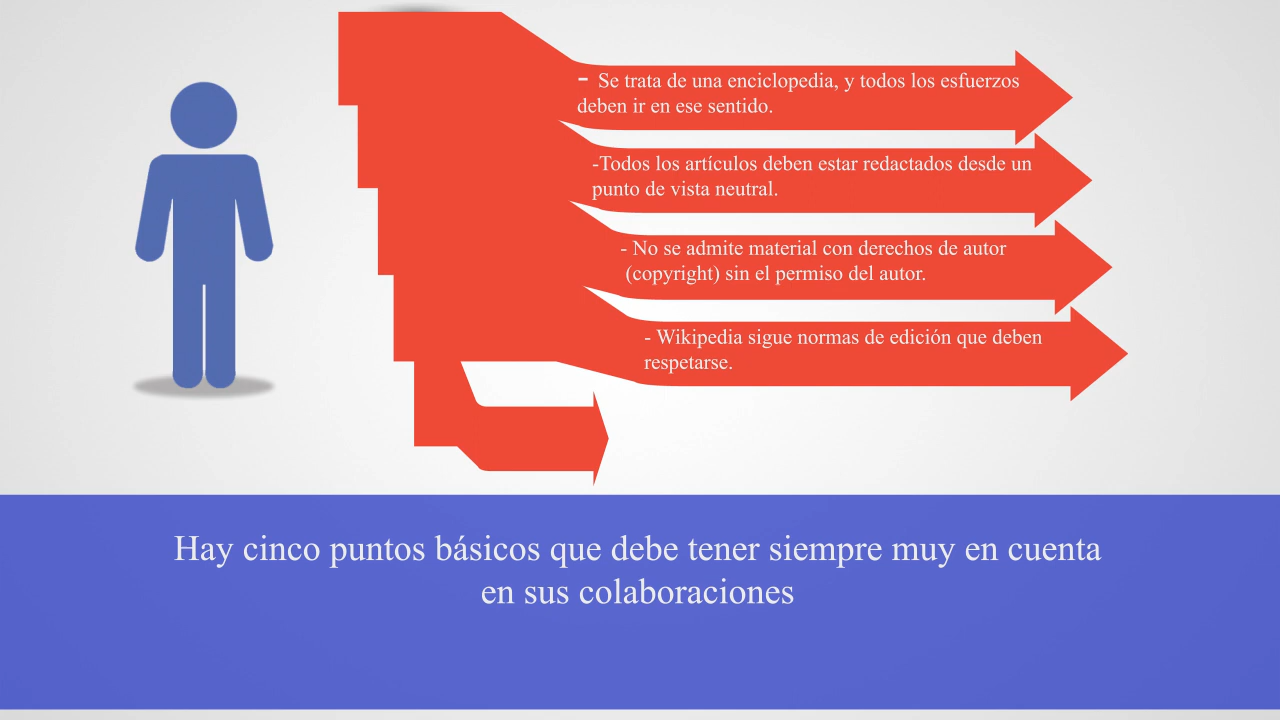 - Se trata de una enciclopedia, y todos los esfuerzos
deben ir en ese sentido.
-Todos los artículos deben estar redactados desde un
punto de vista neutral.
- No se admite material con derechos de autor
(copyright) sin el permiso del autor.
- Wikipedia sigue normas de edición que deben
respetarse.
Hay cinco puntos básicos que debe tener siempre muy en cuenta
en sus colaboraciones